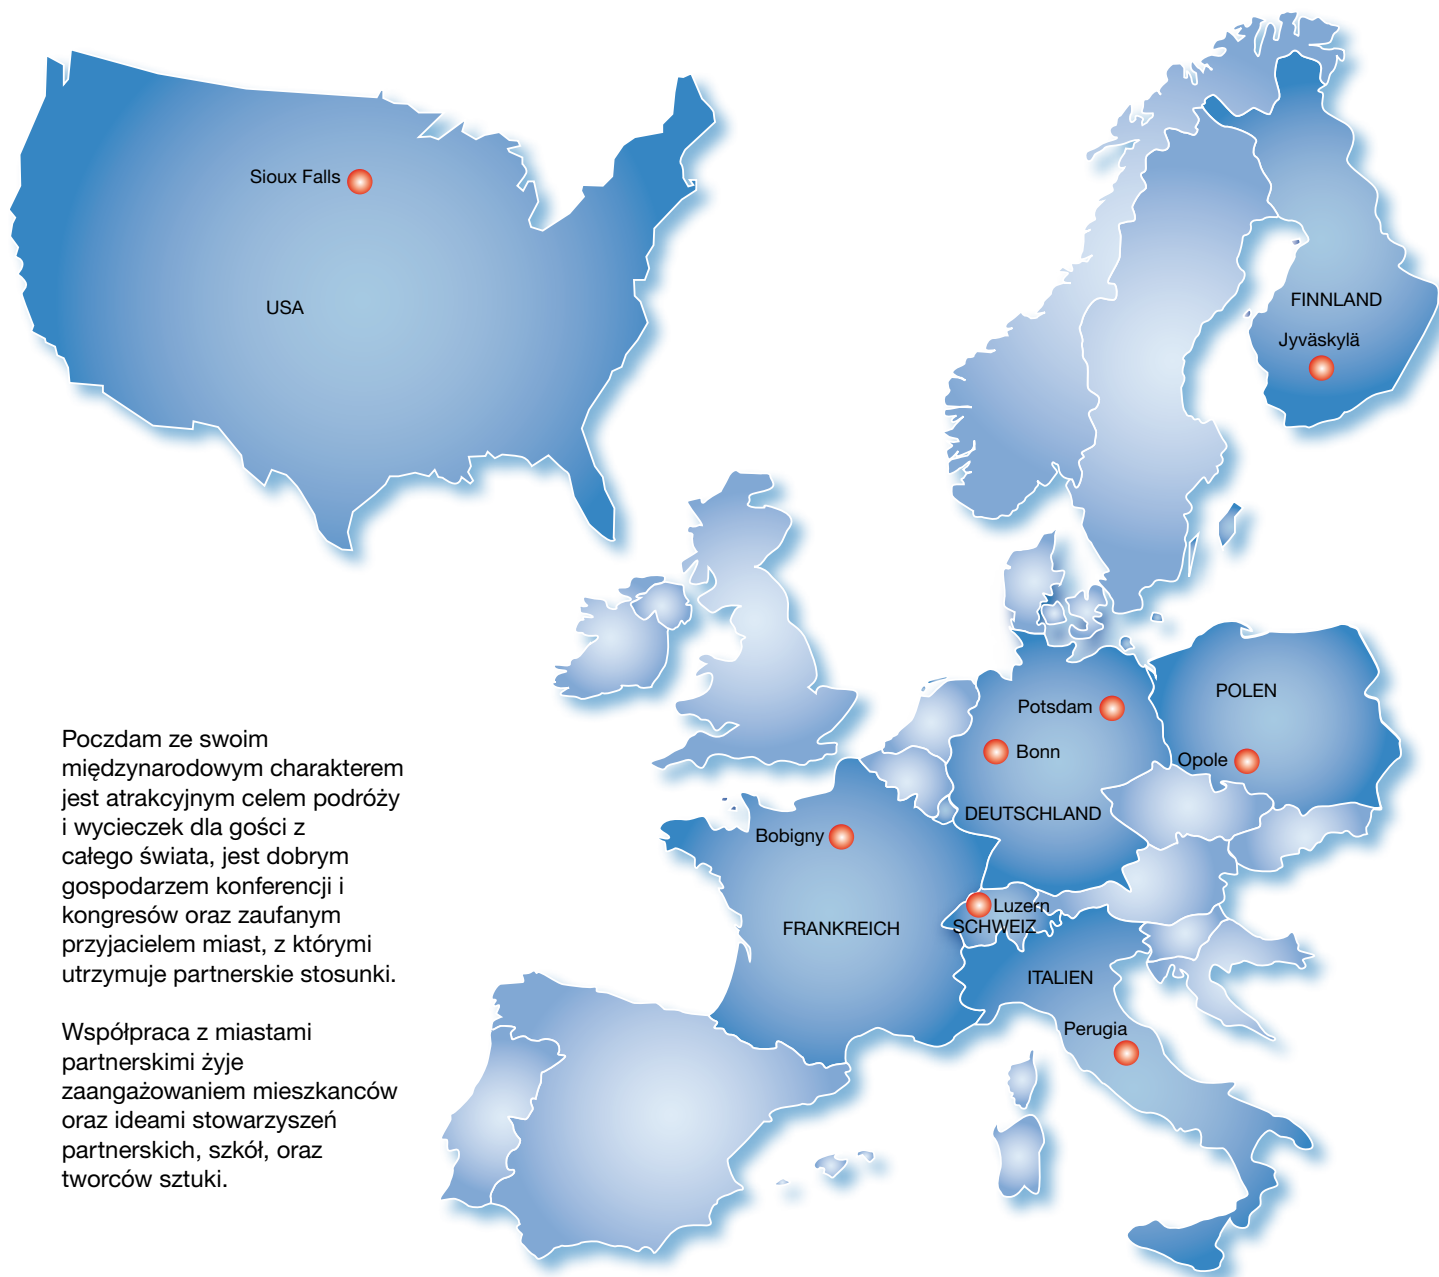 Sioux Falls
USA
FINNLAND
Jyväskylä
POLEN
Potsdam
Bonn
Opole
DEUTSCHLAND
Bobigny
Luzern
SCHWEIZ
FRANKREICH
ITALIEN
Perugia
Poczdam ze swoim
międzynarodowym charakterem
jest atrakcyjnym celem podróży
i wycieczek dla gości z
całego świata, jest dobrym
gospodarzem konferencji i
kongresów oraz zaufanym
przyjacielem miast, z którymi
utrzymuje partnerskie stosunki.
Współpraca z miastami
partnerskimi żyje
zaangażowaniem mieszkanców
oraz ideami stowarzyszeń
partnerskich, szkół, oraz
tworców sztuki.